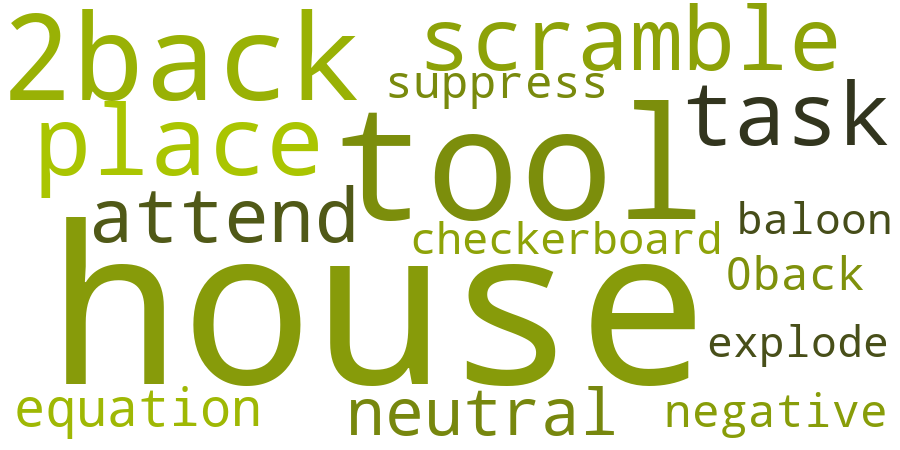 2back
scramble
suppress
place
tool
task
attend
checkerboard
baloon
house
0back
explode
equation
neutral
negative